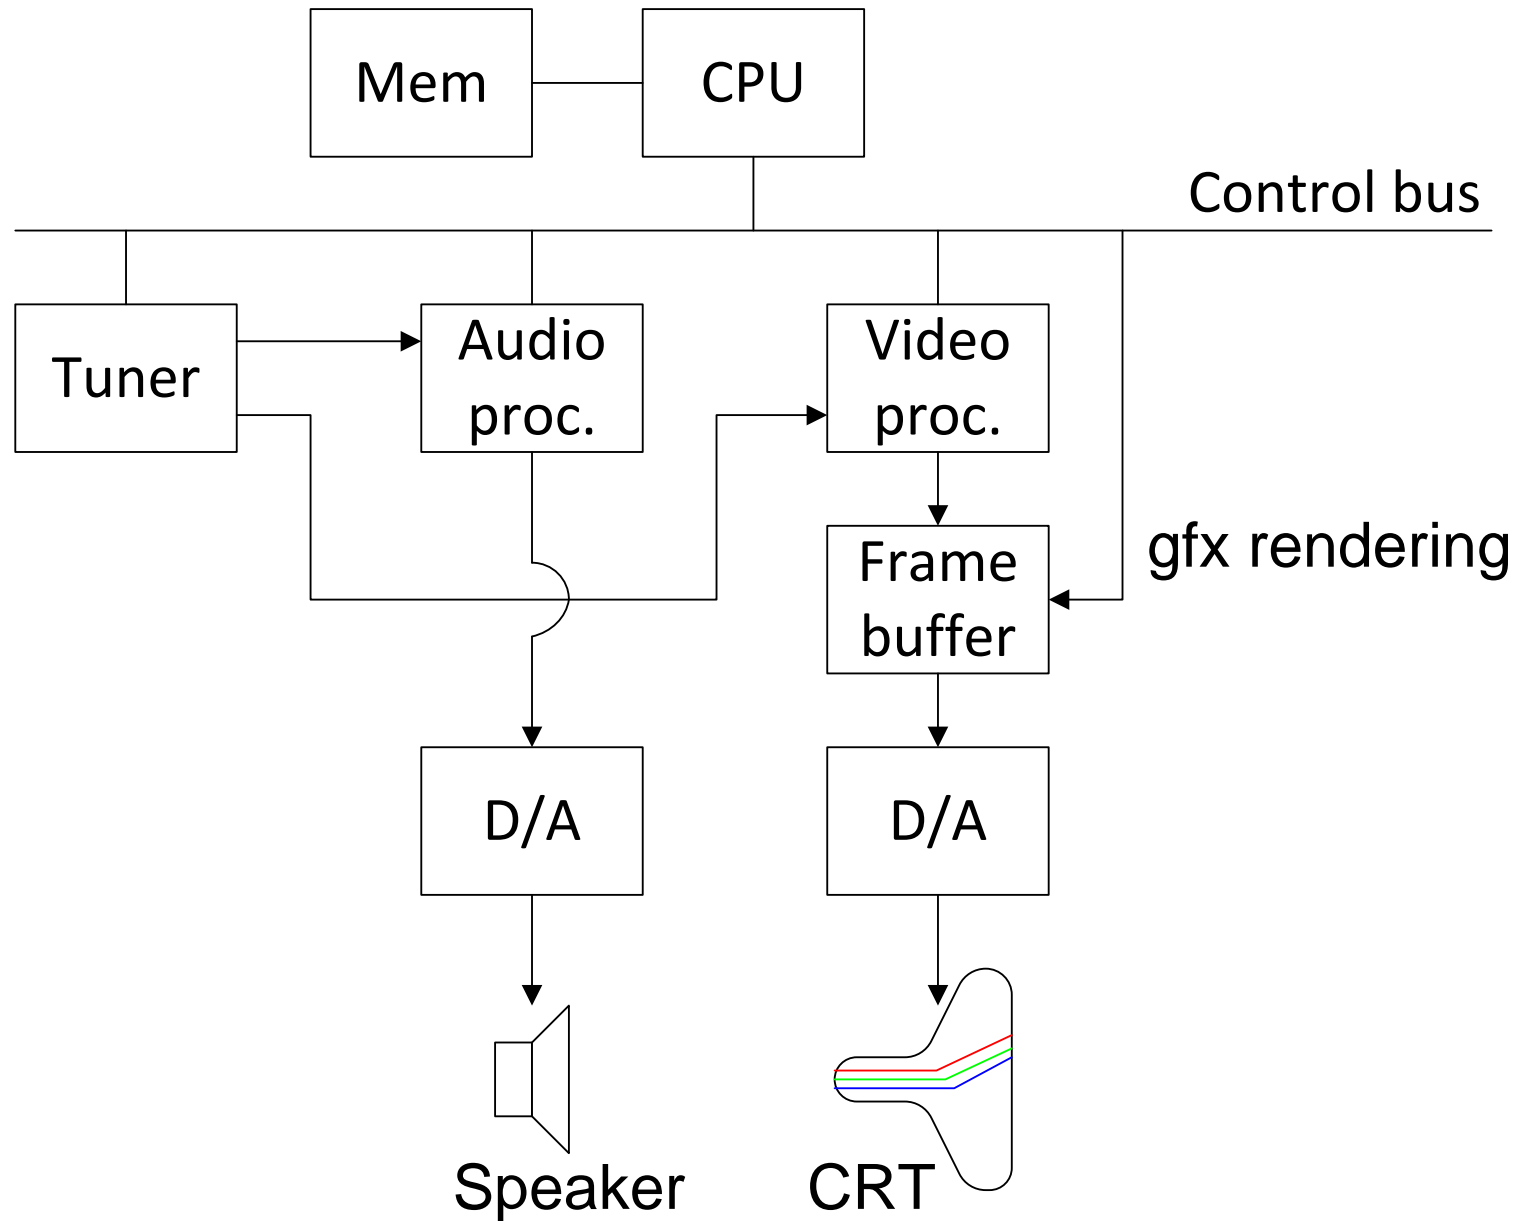 Mem
CPU
Control bus
Tuner
Audio
proc.
Video
proc.
Frame
buffer
gfx rendering
D/A
D/A
Speaker
CRT